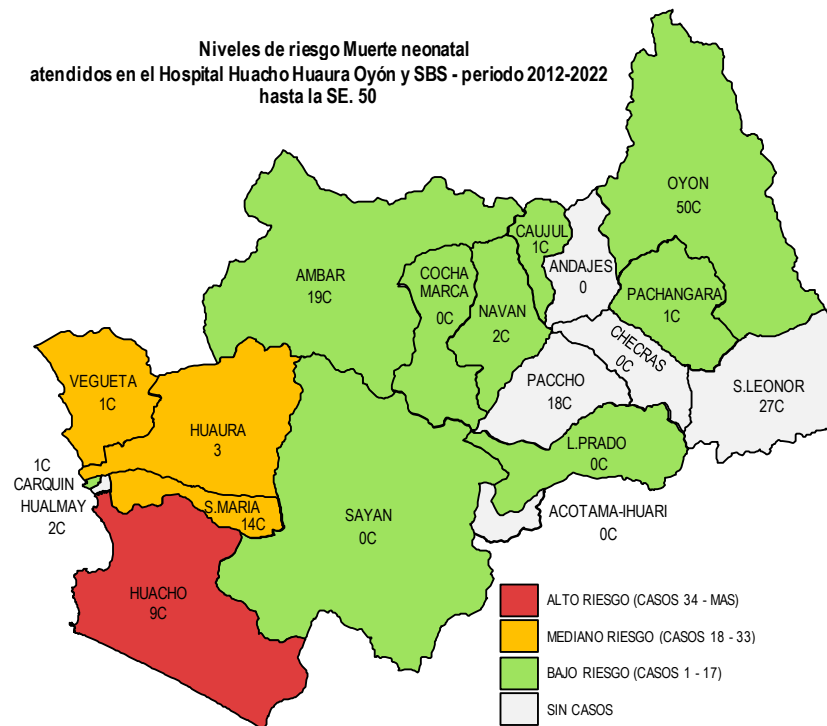 Niveles de riesgo Muerte neonatal
atendidos en el Hospital Huacho Huaura Oyón y SBS - periodo 2012-2022
hasta la SE. 50
OYON
50C
CAUJUL
1C
ANDAJES
0
AMBAR
19C
COCHA
MARCA
0C
NAVAN
2C
PACHANGARA
1C
CHECRAS
0C
VEGUETA
1C
PACCHO
18C
S.LEONOR
27C
HUAURA
3
L.PRADO
0C
1C
CARQUIN
HUALMAY
2C
S.MARIA
14C
SAYAN
0C
ACOTAMA-IHUARI
0C
HUACHO
9C
ALTO RIESGO (CASOS 34 - MAS)
MEDIANO RIESGO (CASOS 18 - 33)
BAJO RIESGO (CASOS 1 - 17)
SIN CASOS